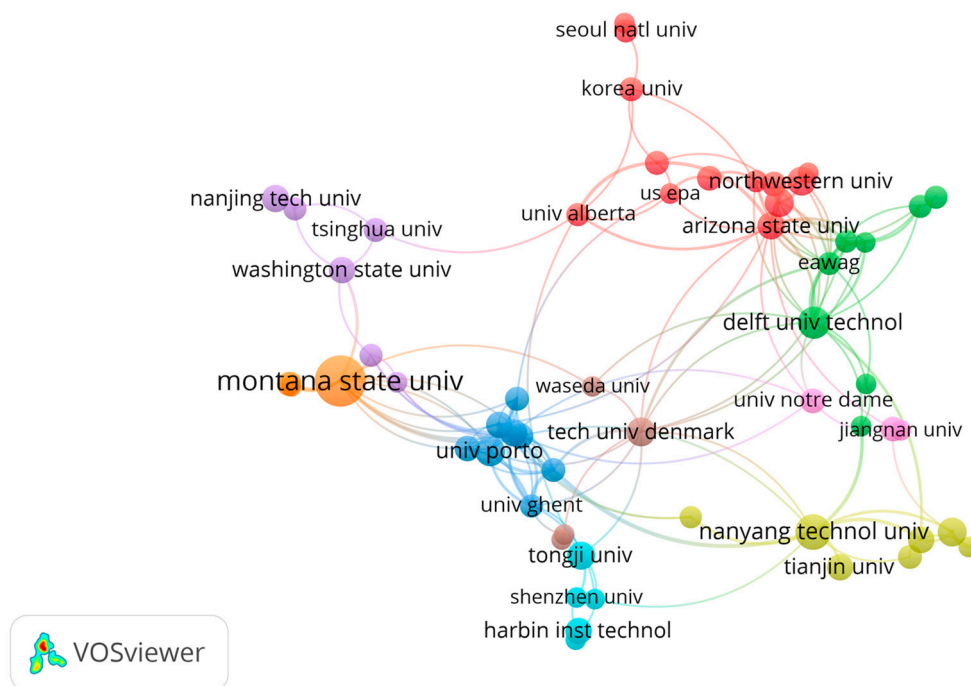 seoul natl univ
korea univ
northwestern univ
us epa
nanjing tech univ
univ alberta
arizona state univ
tsinghua univ
eawag
washington state univ
delft univ technol
montana state univ
waseda univ
univ notre dame
tech univ denmark
jiangnan univ
univ porto
univ ghent
nanyang technol univ
tongji univ
tianjin univ
shenzhen univ
harbin inst technol
VOSviewer